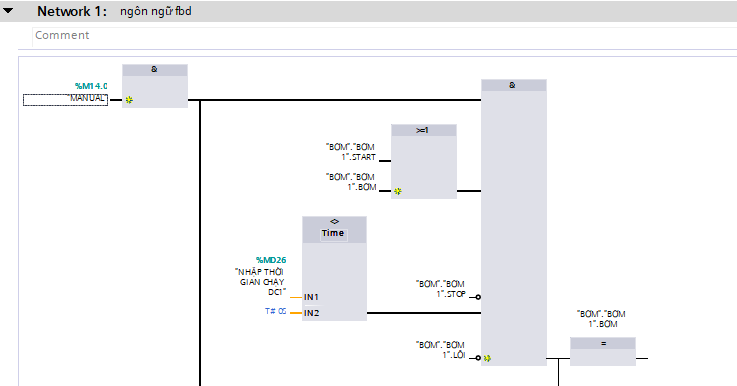 Network 1: ngôn ngữ fbd
Comment
&
%M14.0
"MANUAL"
&
>=1
"BƠM"."BƠM
1".START
"BƠM"."BƠM
1".BƠM
<>
Time
%MD26
"NHẬP THỜI
GIAN CHẠY
DC1"
IN1
T# 0S
IN2
"BƠM"."BƠM
1".STOP
"BƠM"."BƠM
1".LỖI
"BƠM"."BƠM
1".BƠM
=